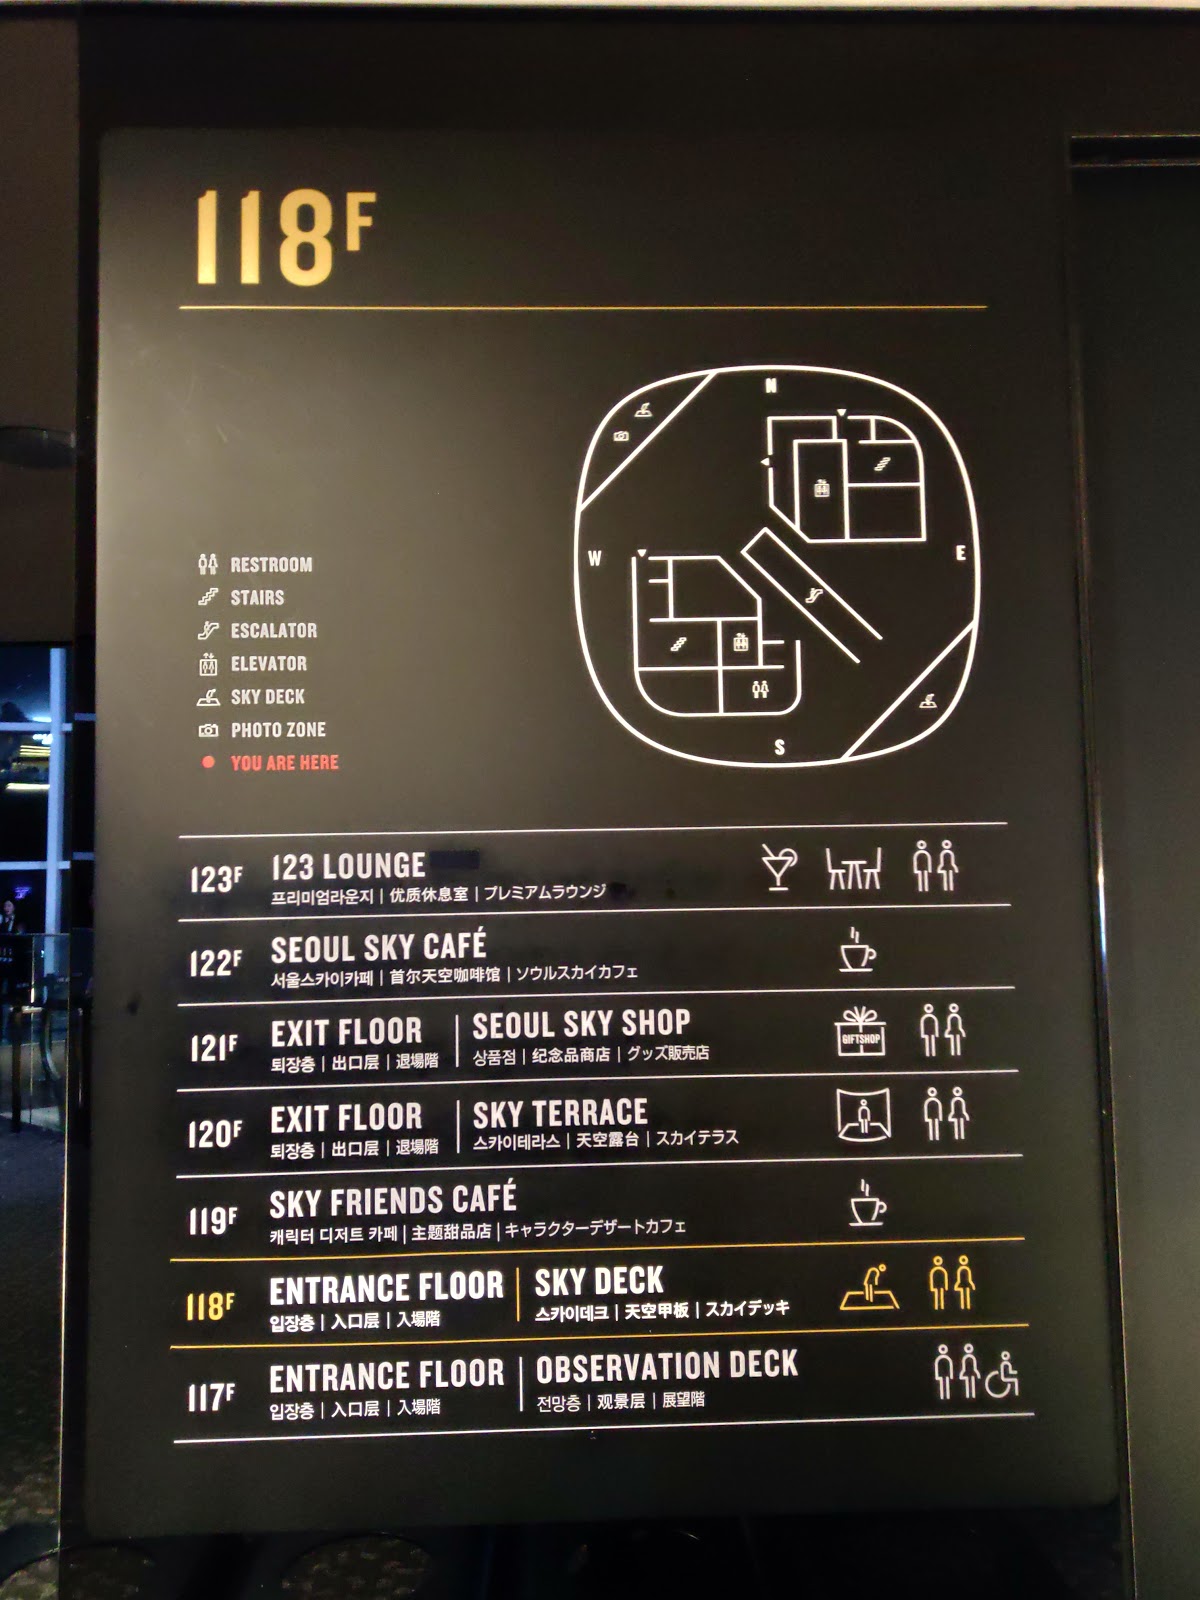 118F
N
W
E
S
RESTROOM
STAIRS
ESCALATOR
ELEVATOR
SKY DECK
PHOTO ZONE
YOU ARE HERE
123F 123 LOUNGE
프리미엄라운지 | 优质休息室 | プレミアムラウンジ
122F SEOUL SKY CAFÉ
서울스카이카페 | 首尔天空咖啡馆 | ソウルスカイカフェ
121F EXIT FLOOR | SEOUL SKY SHOP
퇴장층 | 出口层 | 退場階 상품점 | 纪念品商店 | グッズ販売店
GIFTSHOP
120F EXIT FLOOR | SKY TERRACE
퇴장층 | 出口层 | 退場階 스카이테라스 | 天空露台 | スカイテラス
119F SKY FRIENDS CAFÉ
캐릭터 디저트 카페 | 主题甜品店 | キャラクターデザートカフェ
118F ENTRANCE FLOOR | SKY DECK
입장층 | 入口层 | 入場階 스카이데크 | 天空甲板 | スカイデッキ
117F ENTRANCE FLOOR | OBSERVATION DECK
입장층 | 入口层 | 入場階 전망층 | 观景层 | 展望階